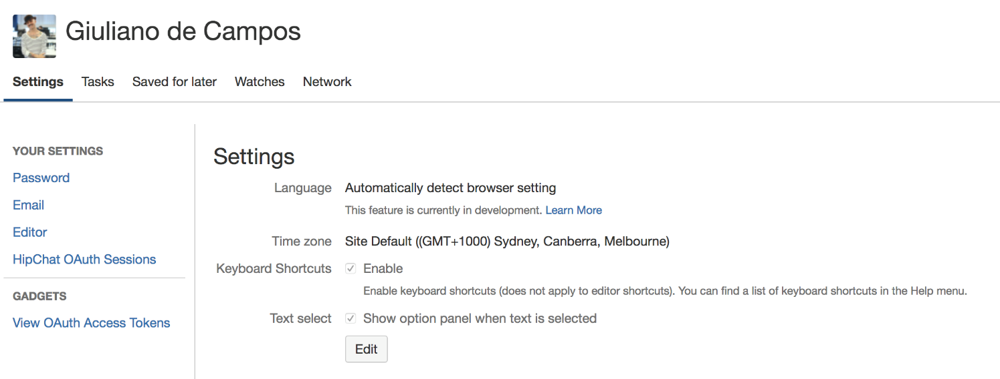 Giuliano de Campos
Settings Tasks Saved for later Watches Network
YOUR SETTINGS
Password
Email
Editor
HipChat OAuth Sessions
GADGETS
View OAuth Access Tokens
Settings
Language Automatically detect browser setting
This feature is currently in development. Learn More
Time zone Site Default ((GMT+1000) Sydney, Canberra, Melbourne)
Keyboard Shortcuts Enable
Enable keyboard shortcuts (does not apply to editor shortcuts). You can find a list of keyboard shortcuts in the Help menu.
Text select Show option panel when text is selected
Edit